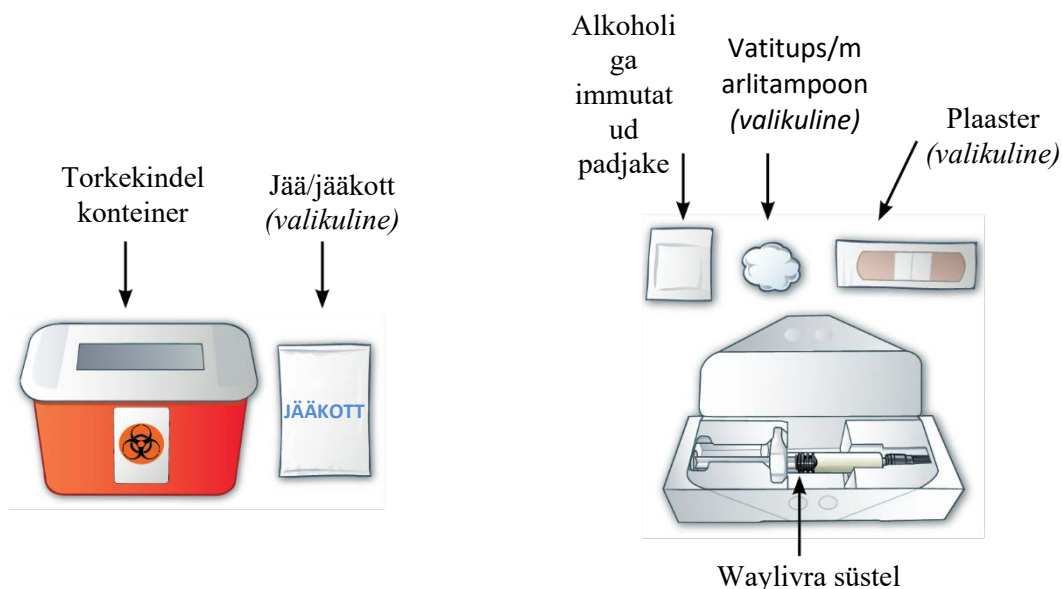 Torkekindel
konteiner
Jää/jääkott
(valikuline)
JÄÄKOTT
Alkoholi
ga
immutat
ud
padjake
Vatitups/m
arlitampoon
(valikuline)
Plaaster
(valikuline)
Waylivra süstel